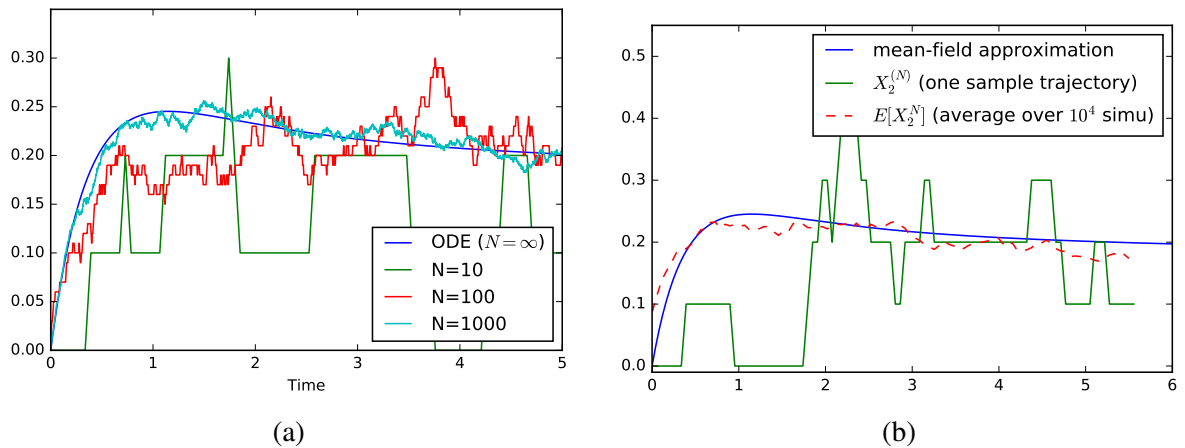 0.30
0.25
0.20
0.15
0.10
0.05
0.00
0 1 2 3 4 5
Time
ODE (N = ∞)
N=10
N=100
N=1000
(a)
0.5
0.4
0.3
0.2
0.1
0.0
0 1 2 3 4 5 6
mean-field approximation
X_2^{(N)} (one sample trajectory)
E[X_2^N] (average over 10^4 simu)
(b)